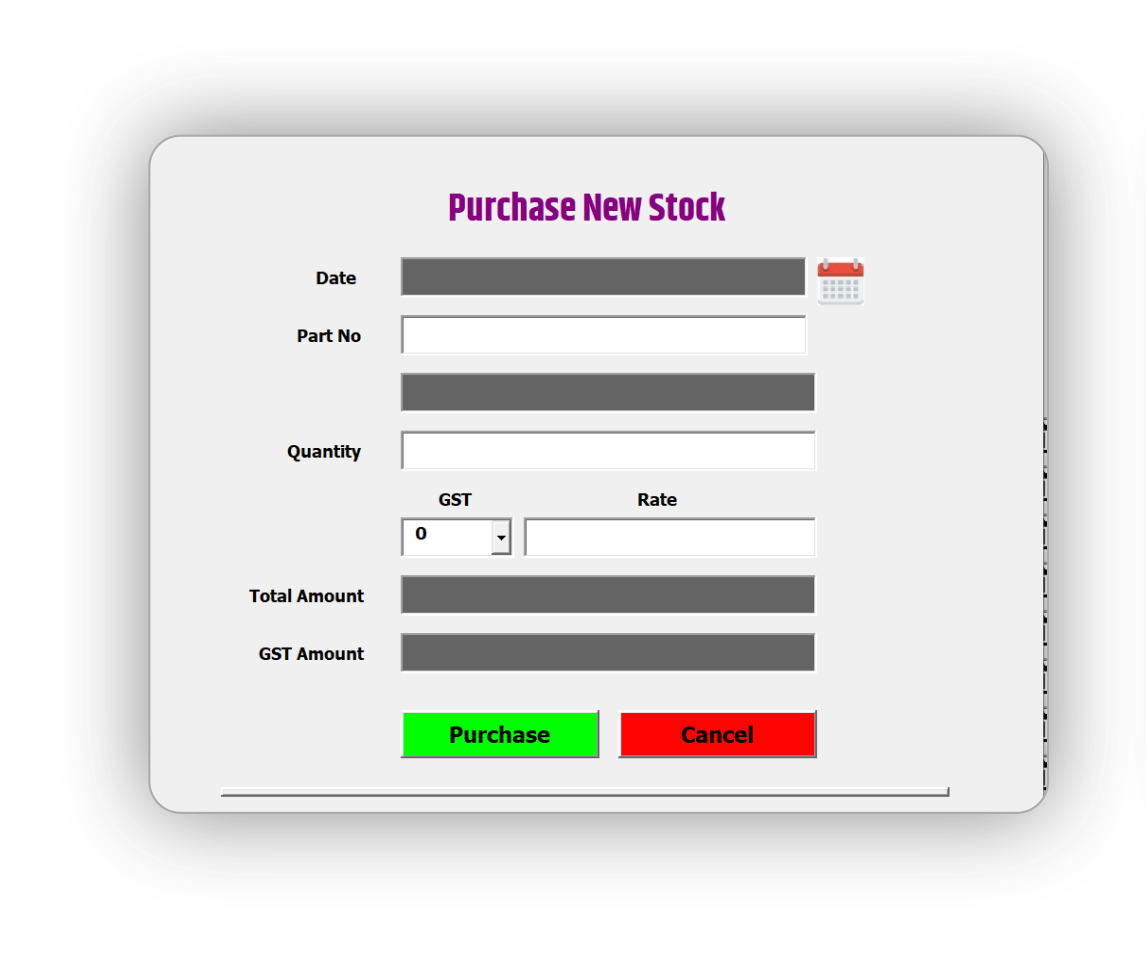 Purchase New Stock
Date
Part No
Quantity
GST Rate
0
Total Amount
GST Amount
Purchase Cancel